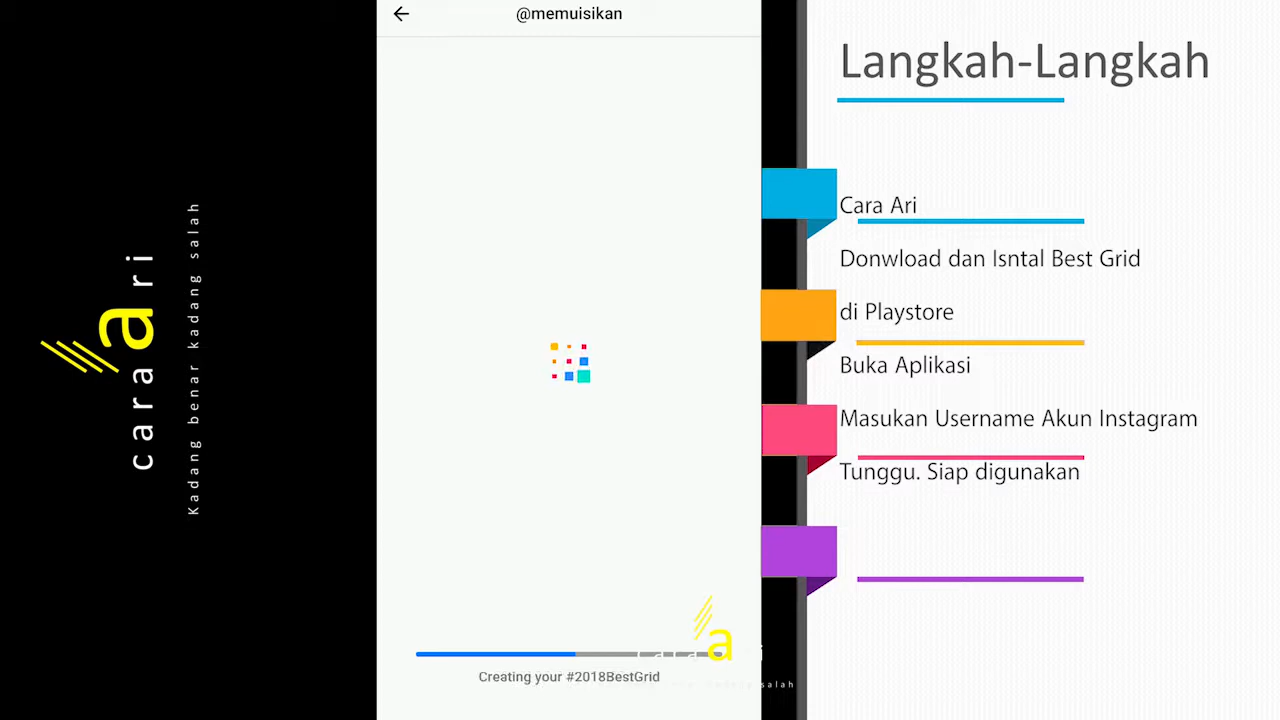 cara ari
Kadang benar kadang salah
@memuisikan
Creating your #2018BestGrid
a
salah
Langkah-Langkah
Cara Ari
Donwload dan Isntal Best Grid
di Playstore
Buka Aplikasi
Masukan Username Akun Instagram
Tunggu. Siap digunakan